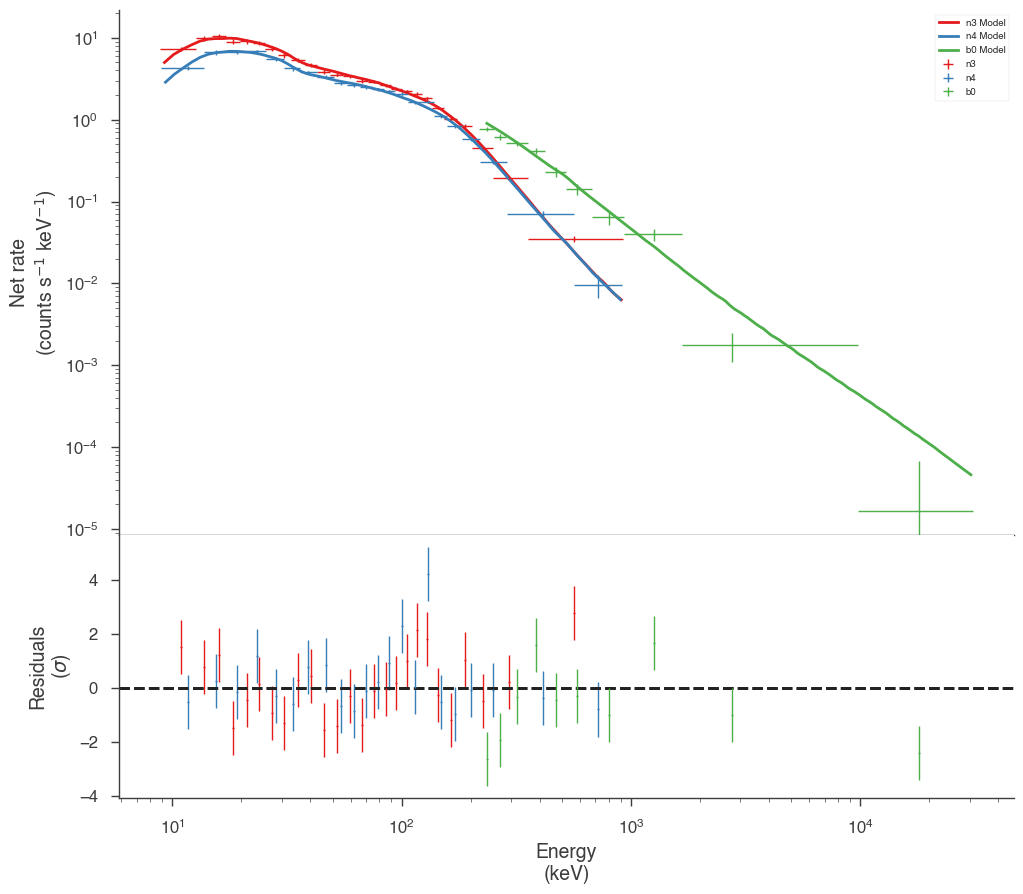 n3 Model
n4 Model
b0 Model
n3
n4
b0
Net rate
(counts s⁻¹ keV⁻¹)
10¹
10⁰
10⁻¹
10⁻²
10⁻³
10⁻⁴
10⁻⁵
Residuals
(σ)
4
2
0
−2
−4
10¹ 10² 10³ 10⁴
Energy
(keV)